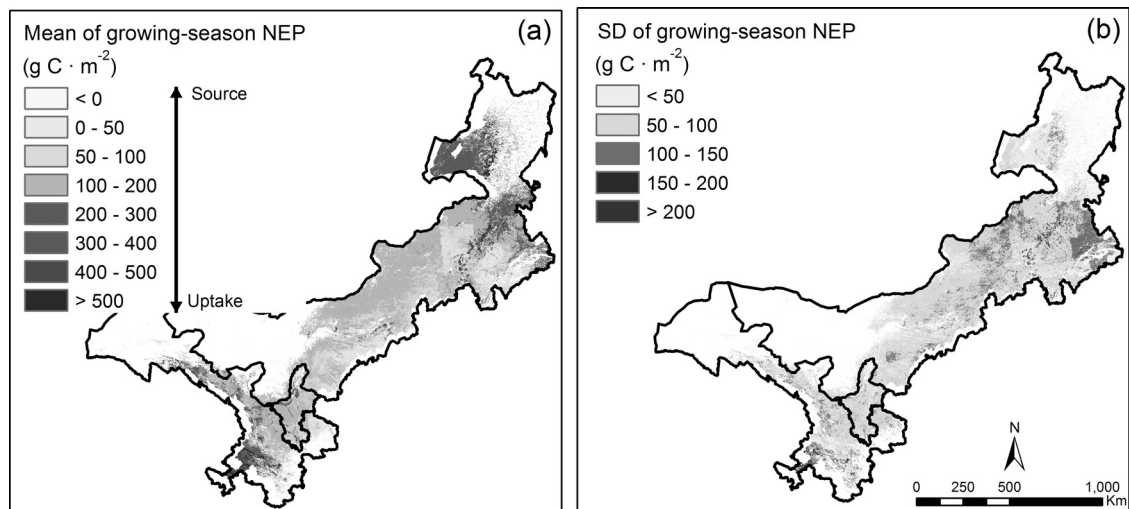 Mean of growing-season NEP
(a)
(g C · m-2)
< 0
0 - 50
50 - 100
100 - 200
200 - 300
300 - 400
400 - 500
> 500
Source
Uptake
SD of growing-season NEP
(b)
(g C · m-2)
< 50
50 - 100
100 - 150
150 - 200
> 200
N
0 250 500 1,000
Km